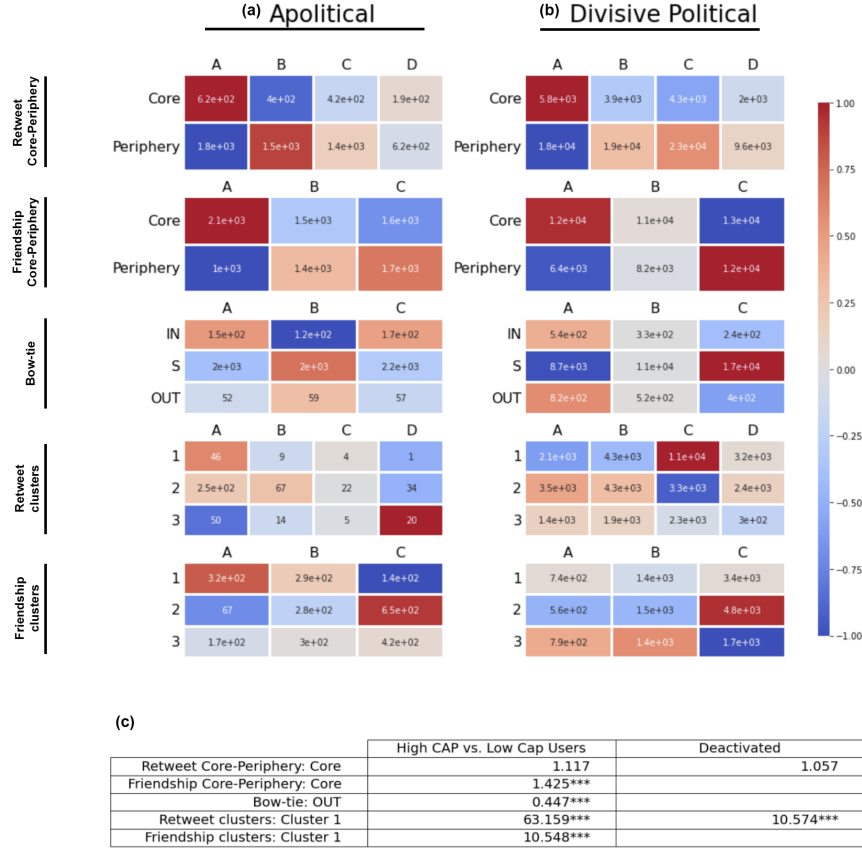 (a) Apolitical
(b) Divisive Political
Retweet
Core-Periphery
A B C D
Core 6.2e+02 4e+02 4.2e+02 1.9e+02
Periphery 1.8e+03 1.5e+03 1.4e+03 6.2e+02
A B C D
Core 5.8e+03 3.9e+03 4.3e+03 2e+03
Periphery 1.8e+04 1.9e+04 2.3e+04 9.6e+03
Friendship
Core-Periphery
A B C
Core 2.1e+03 1.5e+03 1.6e+03
Periphery 1e+03 1.4e+03 1.7e+03
A B C
Core 1.2e+04 1.1e+04 1.3e+04
Periphery 6.4e+03 8.2e+03 1.2e+04
Bow-tie
A B C
IN 1.5e+02 1.2e+02 1.7e+02
S 2e+03 2e+03 2.2e+03
OUT 52 59 57
A B C
IN 5.4e+02 3.3e+02 2.4e+02
S 8.7e+03 1.1e+04 1.7e+04
OUT 8.2e+02 5.2e+02 4e+02
Retweet
clusters
A B C D
1 46 9 4 1
2 2.5e+02 67 22 34
3 50 14 5 20
A B C D
1 2.1e+03 4.3e+03 1.1e+04 3.2e+03
2 3.5e+03 4.3e+03 3.3e+03 2.4e+03
3 1.4e+03 1.9e+03 2.3e+03 3e+02
Friendship
clusters
A B C
1 3.2e+02 2.9e+02 1.4e+02
2 67 2.8e+02 6.5e+02
3 1.7e+02 3e+02 4.2e+02
A B C
1 7.4e+02 1.4e+03 3.4e+03
2 5.6e+02 1.5e+03 4.8e+03
3 7.9e+02 1.4e+03 1.7e+03
1.00
0.75
0.50
0.25
0.00
−0.25
−0.50
−0.75
−1.00
(c)
High CAP vs. Low Cap Users Deactivated
Retweet Core-Periphery: Core 1.117 1.057
Friendship Core-Periphery: Core 1.425***
Bow-tie: OUT 0.447***
Retweet clusters: Cluster 1 63.159*** 10.574***
Friendship clusters: Cluster 1 10.548***